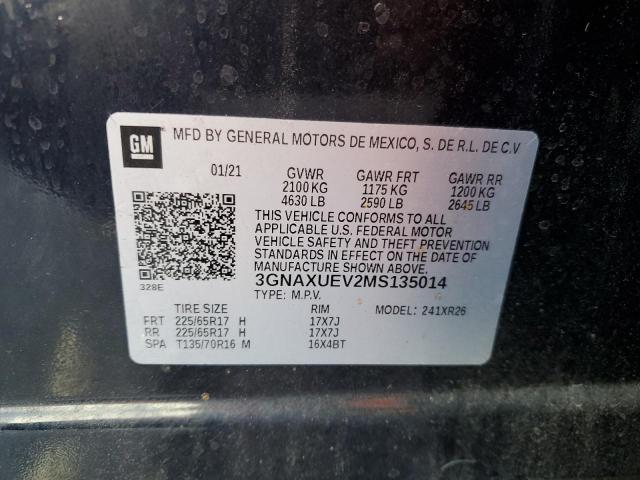 GM
MFD BY GENERAL MOTORS DE MEXICO, S. DE R.L. DE C.V
01/21 GVWR GAWR FRT GAWR RR
2100 KG 1175 KG 1200 KG
4630 LB 2590 LB 2645 LB
THIS VEHICLE CONFORMS TO ALL
APPLICABLE U.S. FEDERAL MOTOR
VEHICLE SAFETY AND THEFT PREVENTION
STANDARDS IN EFFECT ON THE DATE OF
MANUFACTURE SHOWN ABOVE.
328E 3GNAXUEV2MS135014
TYPE: M.P.V.
TIRE SIZE RIM MODEL: 241XR26
FRT 225/65R17 H 17X7J
RR 225/65R17 H 17X7J
SPA T135/70R16 M 16X4BT